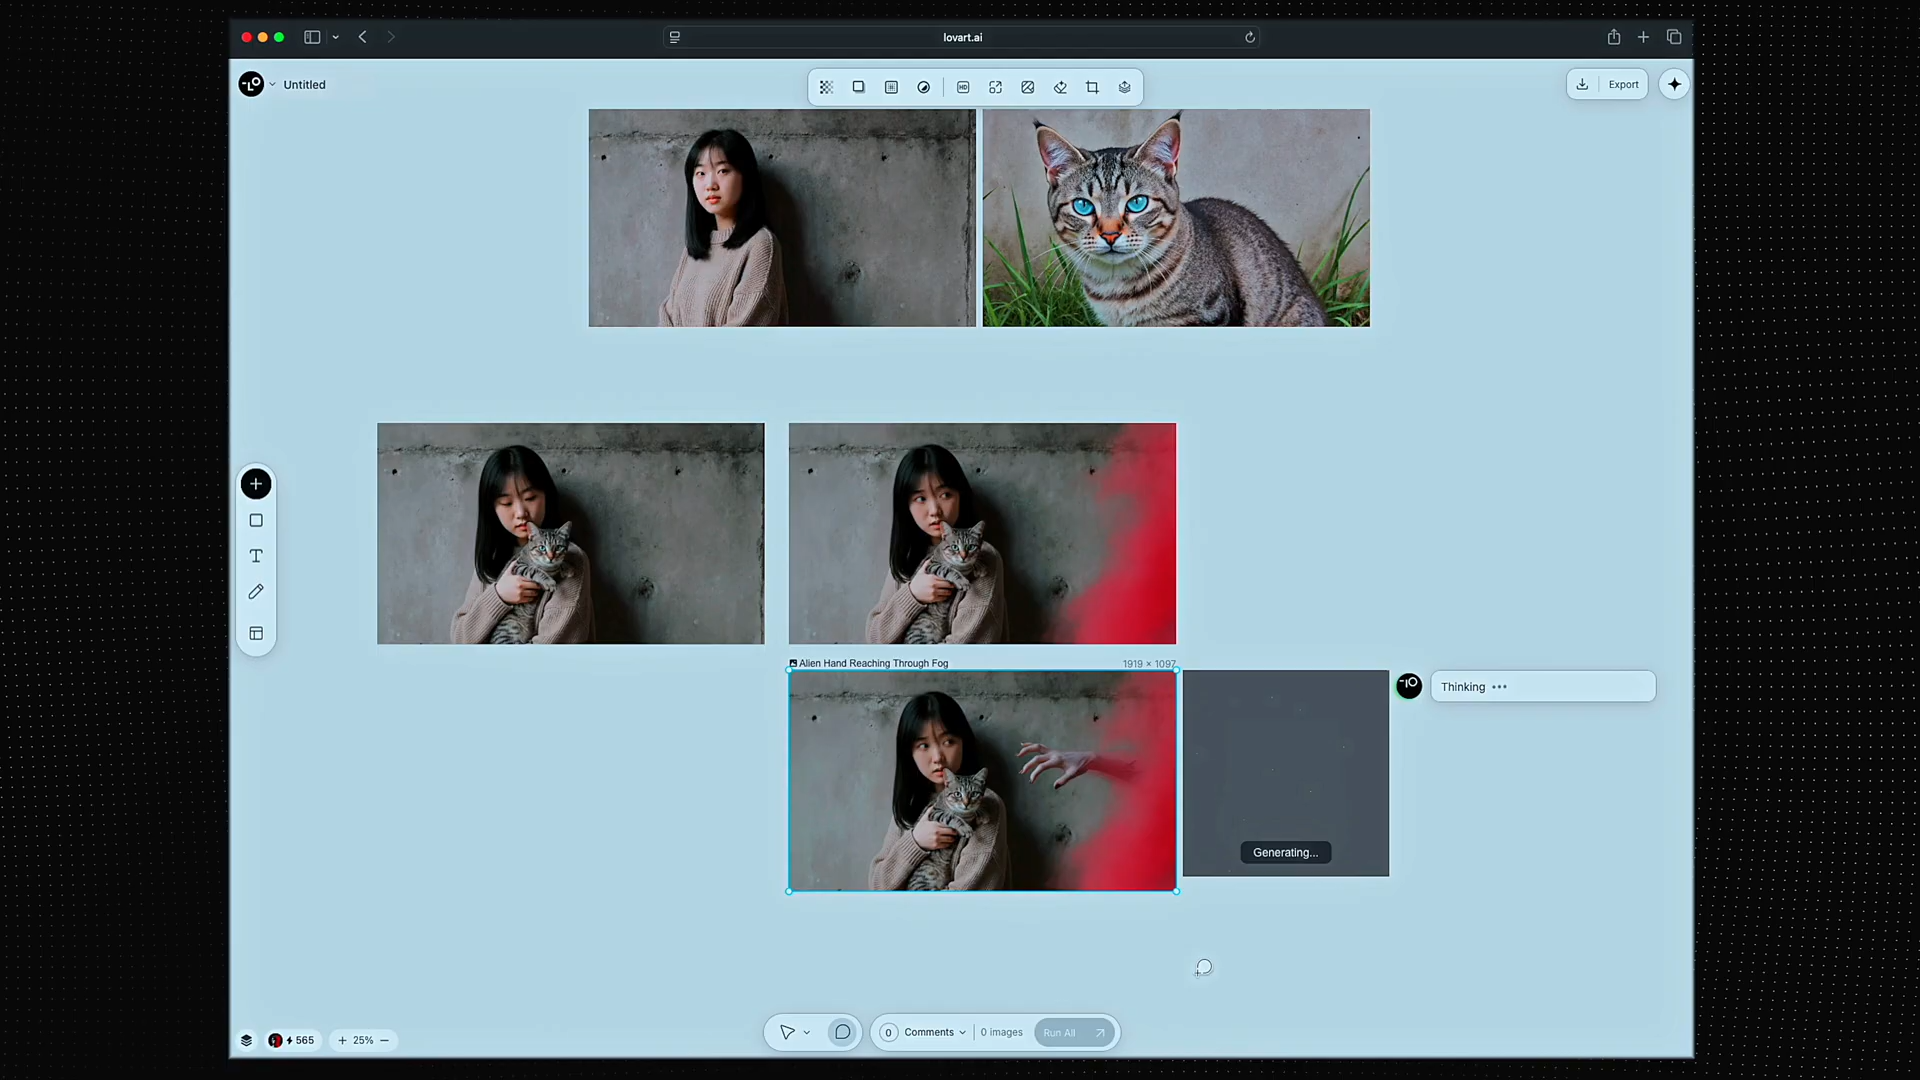 lovart.ai
Untitled
HD
Export
T
Alien Hand Reaching Through Fog
1919 × 1097
Thinking •••
Generating...
565
25%
0 Comments
0 images
Run All